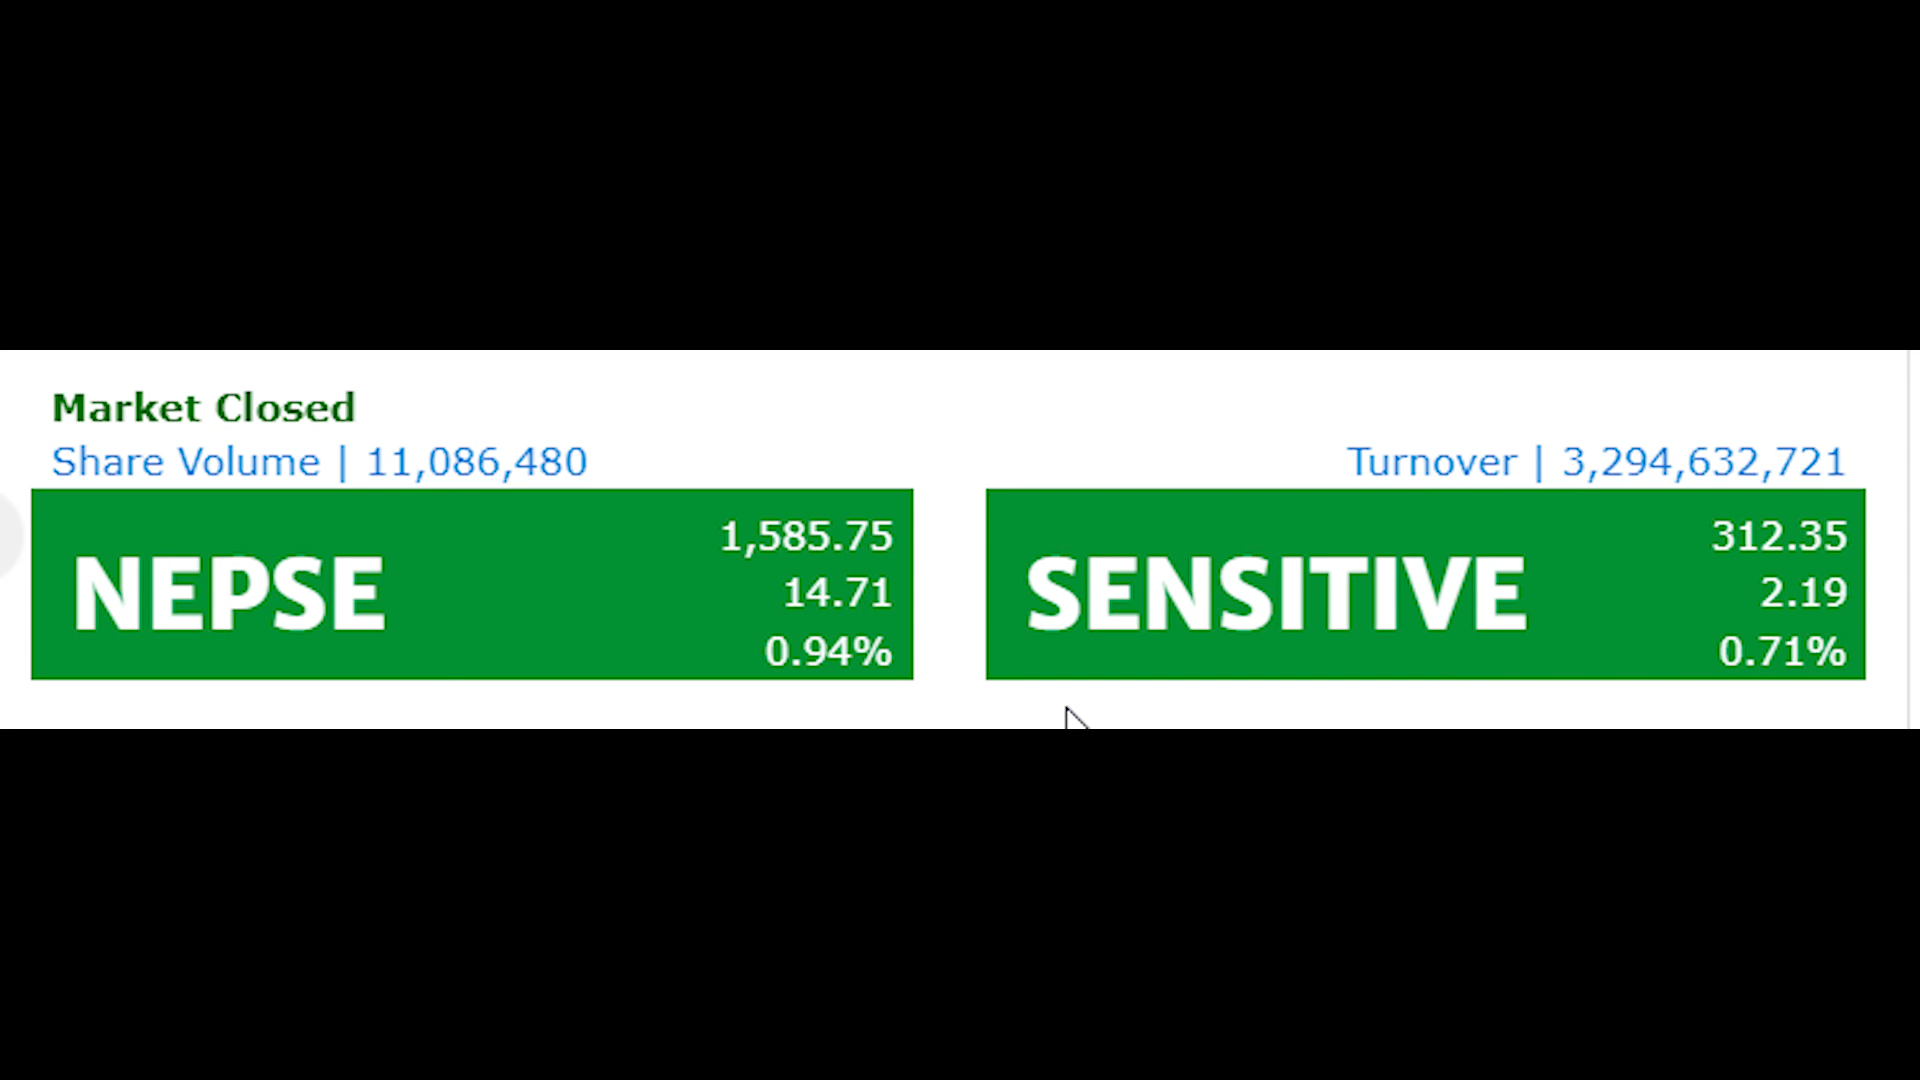 Market Closed
Share Volume | 11,086,480
Turnover | 3,294,632,721
NEPSE
1,585.75
14.71
0.94%
SENSITIVE
312.35
2.19
0.71%